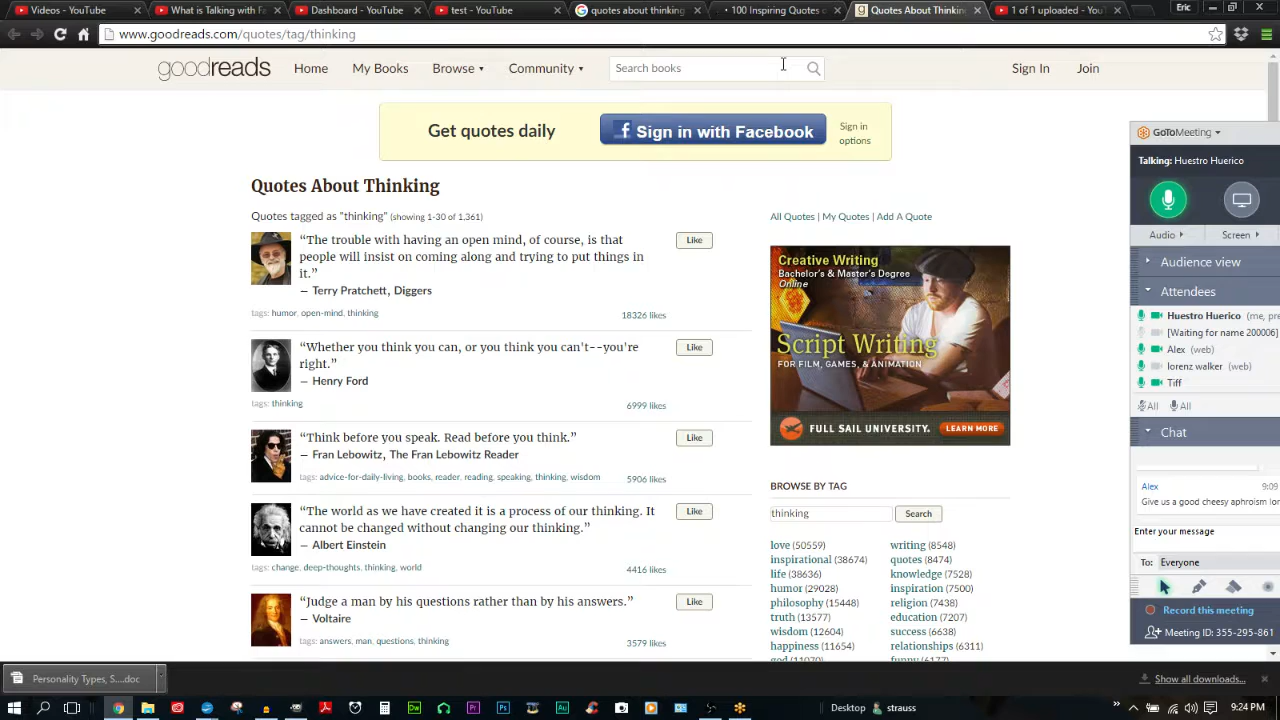 Videos - YouTube
What is Talking with Fa
Dashboard - YouTube
test - YouTube
quotes about thinking
100 Inspiring Quotes c
Quotes About Thinkin
1 of 1 uploaded - YouTu
Eric
www.goodreads.com/quotes/tag/thinking
goodreads
Home
My Books
Browse
Community
Search books
Sign In
Join
Get quotes daily
f Sign in with Facebook
Sign in
options
GoToMeeting
Talking: Huestro Huerico
Audio
Screen
Audience view
Attendees
Huestro Huerico (me, pre
[Waiting for name 20006]
Alex (web)
lorenz walker (web)
Tiff
All
All
Chat
Alex
9:09
Give us a good cheesy aphroism lor
Enter your message
To:
Everyone
Record this meeting
Meeting ID: 355-295-861
Quotes About Thinking
Quotes tagged as "thinking" (showing 1-30 of 1,361)
“The trouble with having an open mind, of course, is that
people will insist on coming along and trying to put things in
it.”
― Terry Pratchett, Diggers
tags: humor, open-mind, thinking
18326 likes
Like
“Whether you think you can, or you think you can't--you're
right.”
― Henry Ford
tags: thinking
6999 likes
Like
“Think before you speak. Read before you think.”
― Fran Lebowitz, The Fran Lebowitz Reader
tags: advice-for-daily-living, books, reader, reading, speaking, thinking, wisdom
5906 likes
Like
“The world as we have created it is a process of our thinking. It
cannot be changed without changing our thinking.”
― Albert Einstein
tags: change, deep-thoughts, thinking, world
4416 likes
Like
“Judge a man by his questions rather than by his answers.”
― Voltaire
tags: answers, man, questions, thinking
3579 likes
Like
All Quotes | My Quotes | Add A Quote
Creative Writing
Bachelor's & Master's Degree
Online
Script Writing
FOR FILM, GAMES, & ANIMATION
FULL SAIL UNIVERSITY.
LEARN MORE
BROWSE BY TAG
thinking
Search
love (50559)
inspirational (38674)
life (38636)
humor (29028)
philosophy (15448)
truth (13577)
wisdom (12604)
happiness (11654)
god (11070)
writing (8548)
quotes (8474)
knowledge (7528)
inspiration (7500)
religion (7438)
education (7207)
success (6638)
relationships (6311)
funny (6177)
Personality Types, S....doc
Show all downloads...
Desktop
strauss
9:24 PM